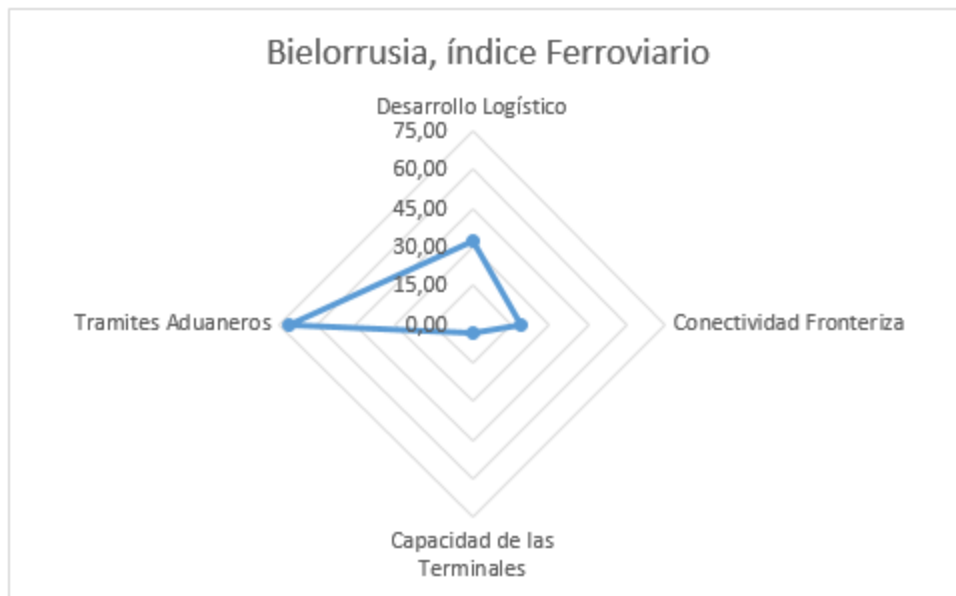 Bielorrusia, índice Ferroviario
Desarrollo Logístico
75,00
60,00
45,00
30,00
15,00
0,00
Tramites Aduaneros
Conectividad Fronteriza
Capacidad de las
Terminales